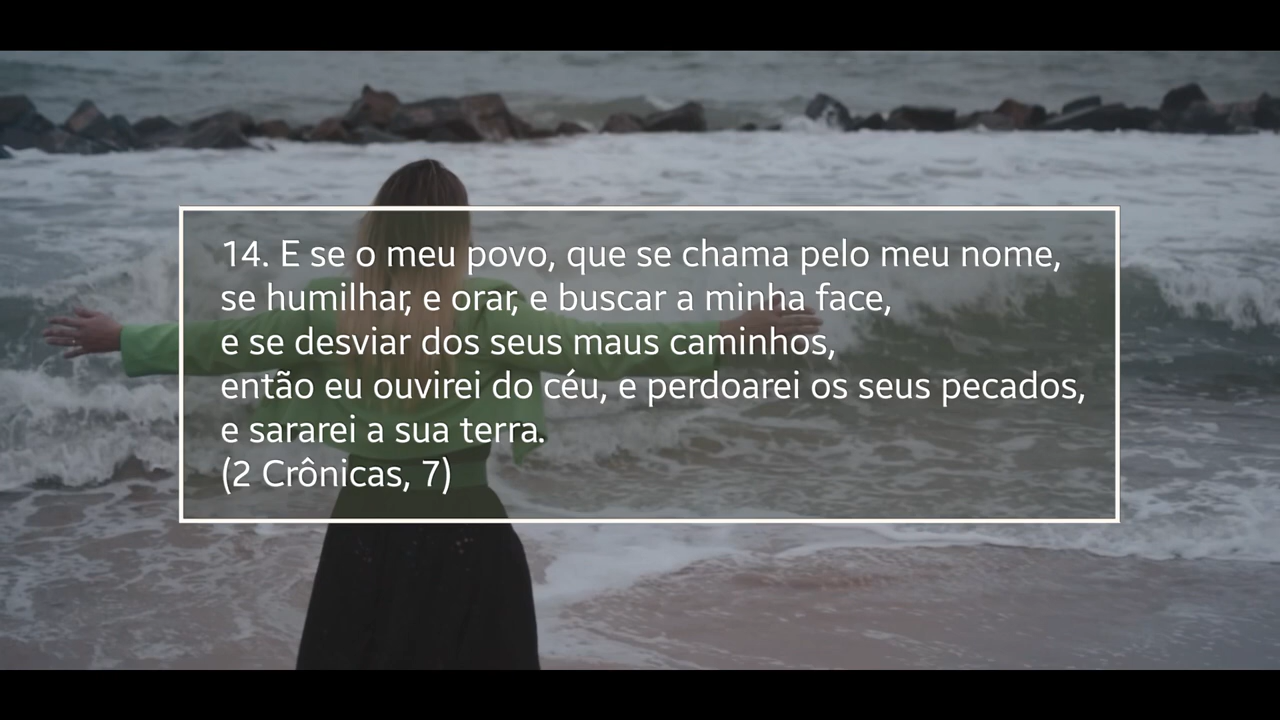 14. E se o meu povo, que se chama pelo meu nome,
se humilhar, e orar, e buscar a minha face,
e se desviar dos seus maus caminhos,
então eu ouvirei do céu, e perdoarei os seus pecados,
e sararei a sua terra.
(2 Crônicas, 7)